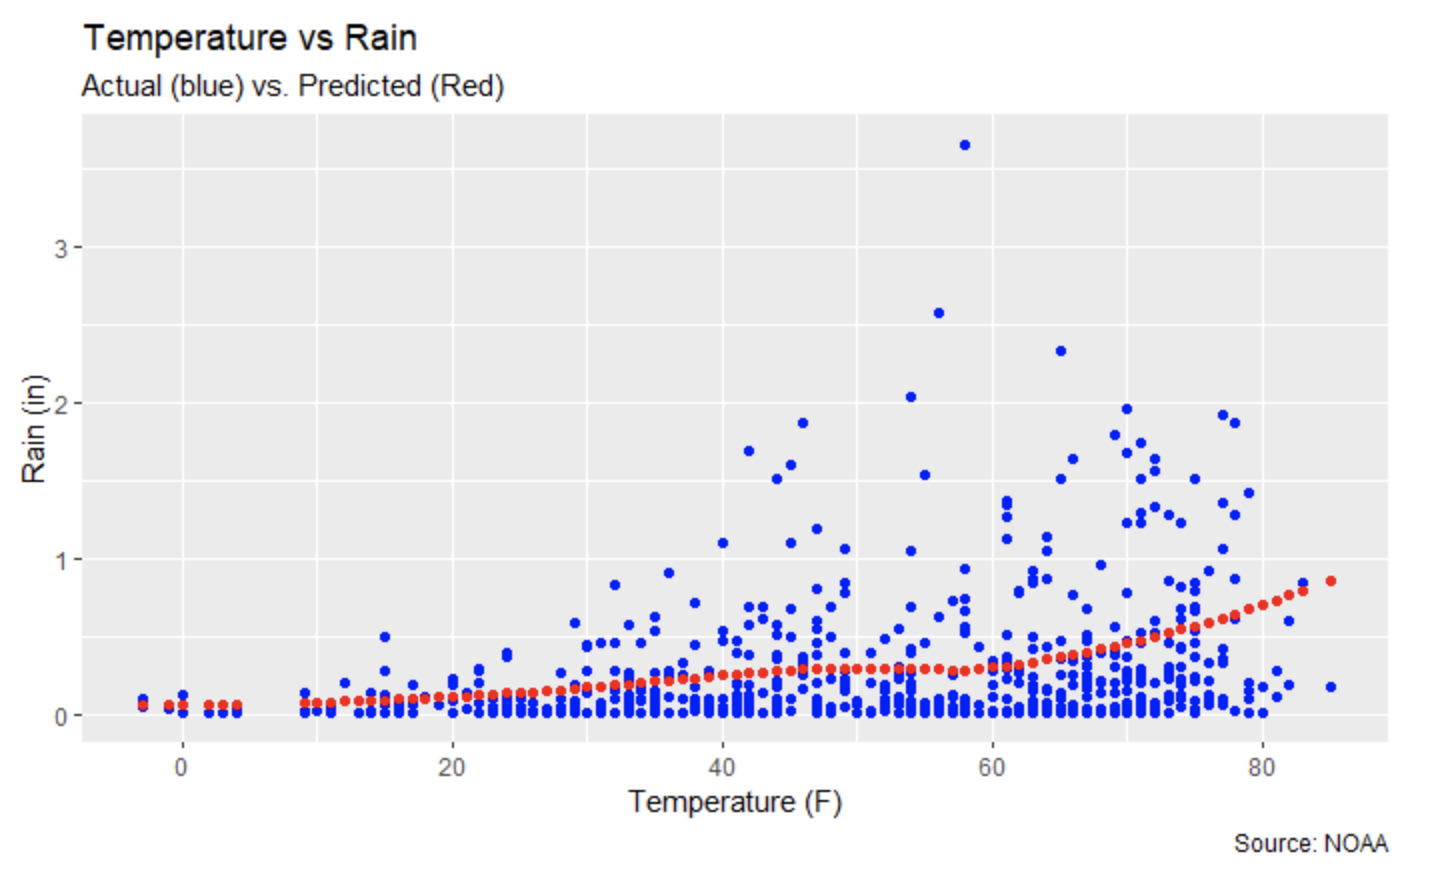 Temperature vs Rain
Actual (blue) vs. Predicted (Red)
Rain (in)
3
2
1
0
0 20 40 60 80
Temperature (F)
Source: NOAA